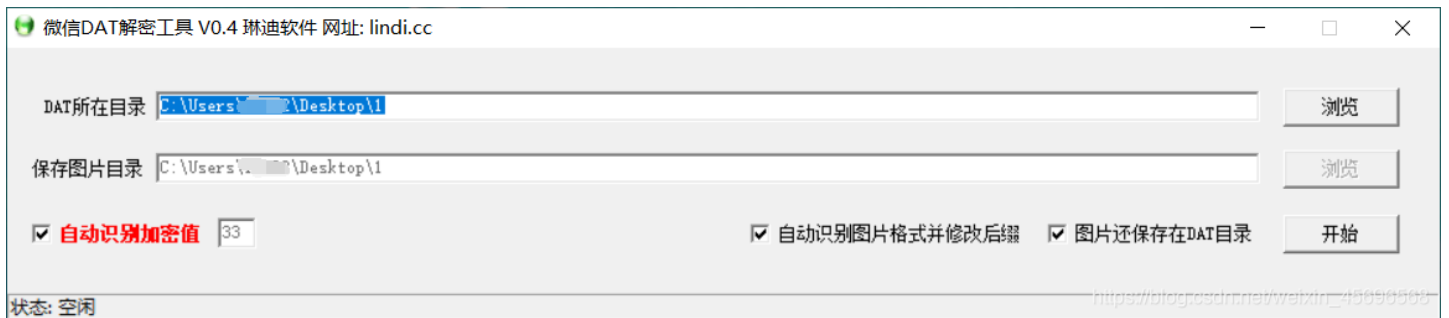 微信DAT解密工具 V0.4 琳迪软件 网址: lindi.cc
DAT所在目录 C:\Users\ \Desktop\1 浏览
保存图片目录 C:\Users\ \Desktop\1 浏览
自动识别加密值 33 自动识别图片格式并修改后缀 图片还保存在DAT目录 开始
状态: 空闲
https://blog.csdn.net/weixin_45696568